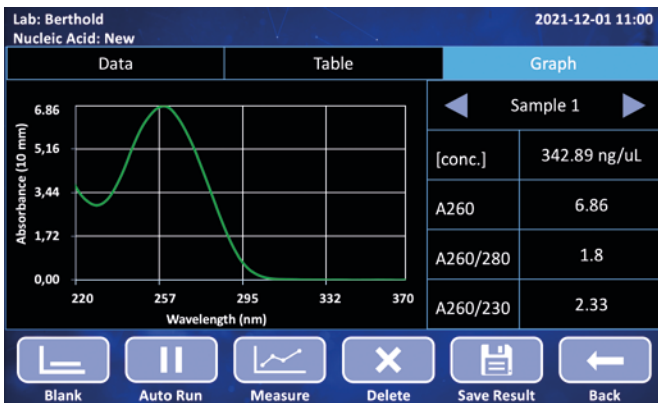 Lab: Berthold
2021-12-01 11:00
Nucleic Acid: New
Data
Table
Graph
6.86
5,16
3,44
1,72
0,00
Absorbance (10 mm)
220
257
295
332
370
Wavelength (nm)
Sample 1
[conc.]
342.89 ng/uL
A260
6.86
A260/280
1.8
A260/230
2.33
Blank
Auto Run
Measure
Delete
Save Result
Back